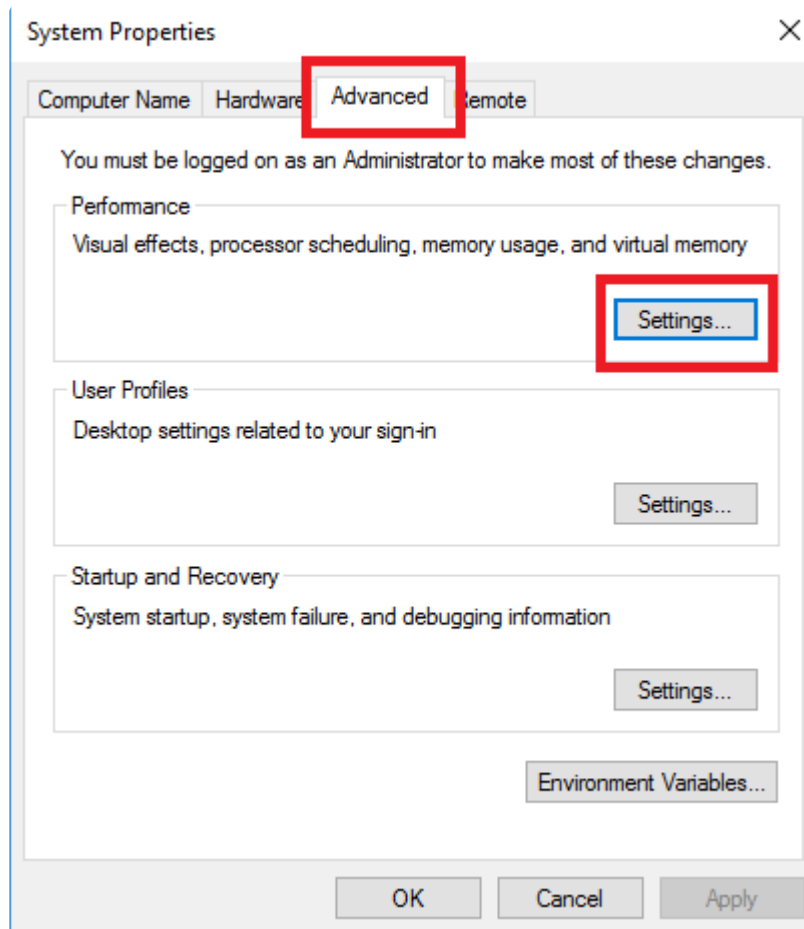 System Properties
Computer Name Hardware Advanced Remote
You must be logged on as an Administrator to make most of these changes.
Performance
Visual effects, processor scheduling, memory usage, and virtual memory
Settings...
User Profiles
Desktop settings related to your sign-in
Settings...
Startup and Recovery
System startup, system failure, and debugging information
Settings...
Environment Variables...
OK Cancel Apply